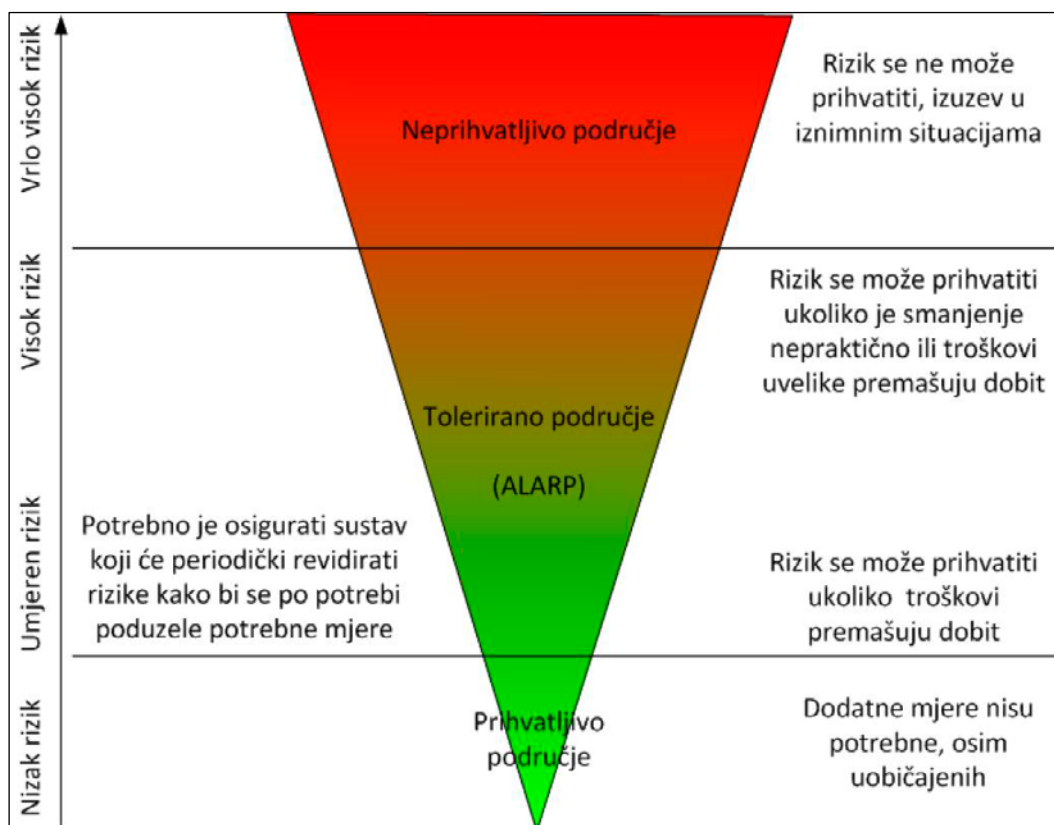 Vrlo visok rizik
Neprihvatljivo područje
Rizik se ne može
prihvatiti, izuzev u
iznimnim situacijama
Visok rizik
Rizik se može prihvatiti
ukoliko je smanjenje
nepraktično ili troškovi
uvelike premašuju dobit
Tolerirano područje
(ALARP)
Umjeren rizik
Potrebno je osigurati sustav
koji će periodički revidirati
rizike kako bi se po potrebi
poduzele potrebne mjere
Rizik se može prihvatiti
ukoliko troškovi
premašuju dobit
Nizak rizik
Prihvatljivo
područje
Dodatne mjere nisu
potrebne, osim
uobičajenih